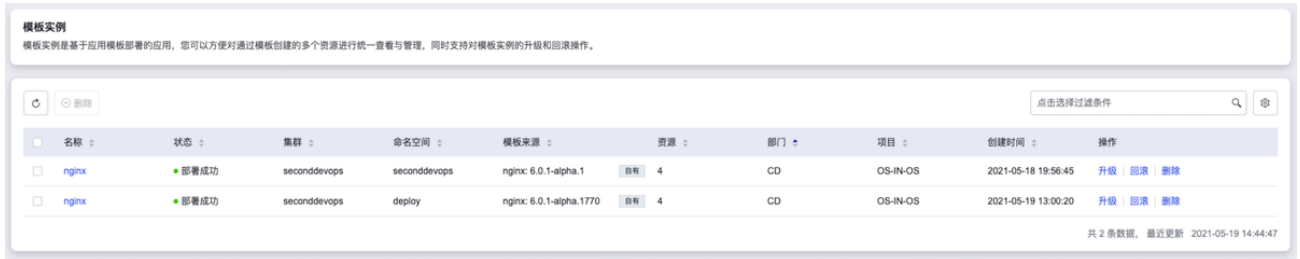 模板实例
模板实例是基于应用模板部署的应用，您可以方便对通过模板创建的多个资源进行统一查看与管理，同时支持对模板实例的升级和回滚操作。
删除 点击选择过滤条件
名称 状态 集群 命名空间 模板来源 资源 部门 项目 创建时间 操作
nginx 部署成功 seconddevops seconddevops nginx: 6.0.1-alpha.1 自有 4 CD OS-IN-OS 2021-05-18 19:56:45 升级 回滚 删除
nginx 部署成功 seconddevops deploy nginx: 6.0.1-alpha.1770 自有 4 CD OS-IN-OS 2021-05-19 13:00:20 升级 回滚 删除
共 2 条数据， 最近更新 2021-05-19 14:44:47